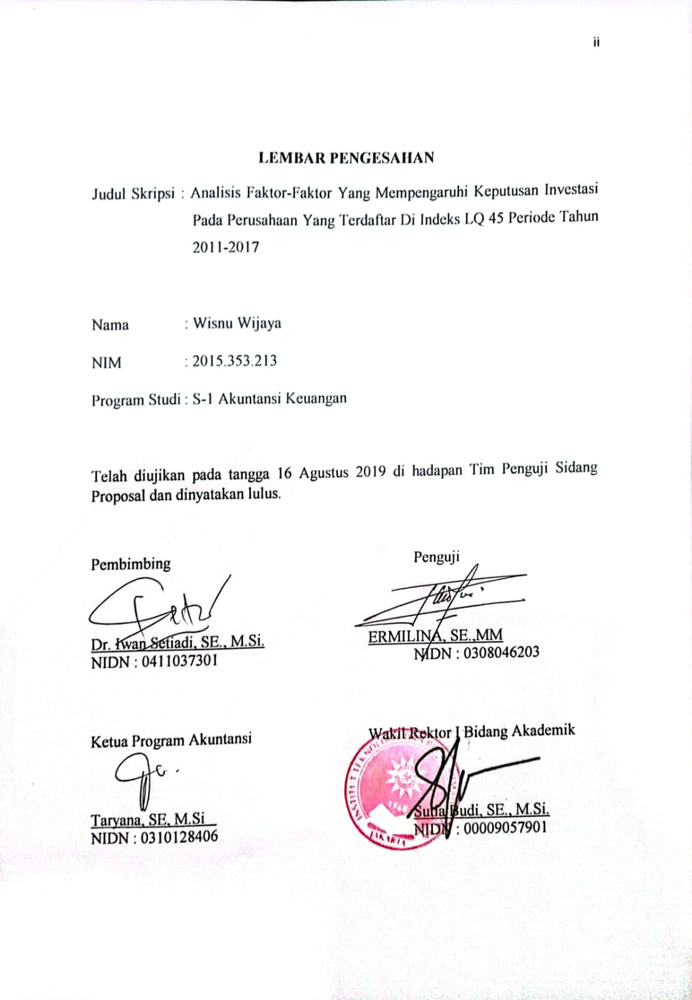 ii
LEMBAR PENGESAHAN
Judul Skripsi : Analisis Faktor-Faktor Yang Mempengaruhi Keputusan Investasi
Pada Perusahaan Yang Terdaftar Di Indeks LQ 45 Periode Tahun
2011-2017
Nama : Wisnu Wijaya
NIM : 2015.353.213
Program Studi : S-1 Akuntansi Keuangan
Telah diujikan pada tangga 16 Agustus 2019 di hadapan Tim Penguji Sidang
Proposal dan dinyatakan lulus.
Pembimbing
Penguji
Dr. Iwan Setiadi, SE., M.Si.
NIDN : 0411037301
ERMILINA, SE.,MM
NIDN : 0308046203
Ketua Program Akuntansi
Wakil Rektor I Bidang Akademik
Taryana, SE, M.Si
NIDN : 0310128406
Budi, SE., M.Si.
NIDN : 00009057901
INSTITUT TEKNOLOGI
JAKARTA